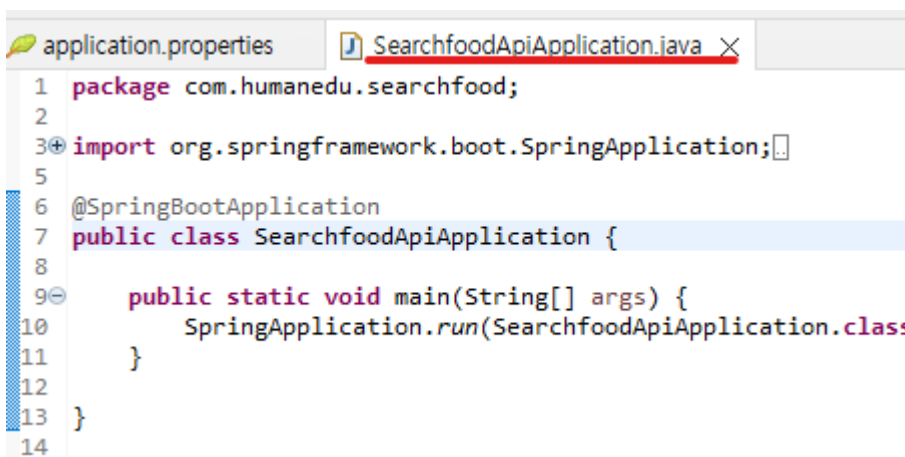 application.properties
SearchfoodApiApplication.java
1 package com.humanedu.searchfood;
2
3 import org.springframework.boot.SpringApplication;
5
6 @SpringBootApplication
7 public class SearchfoodApiApplication {
8
9 public static void main(String[] args) {
10 SpringApplication.run(SearchfoodApiApplication.class
11 }
12
13 }
14